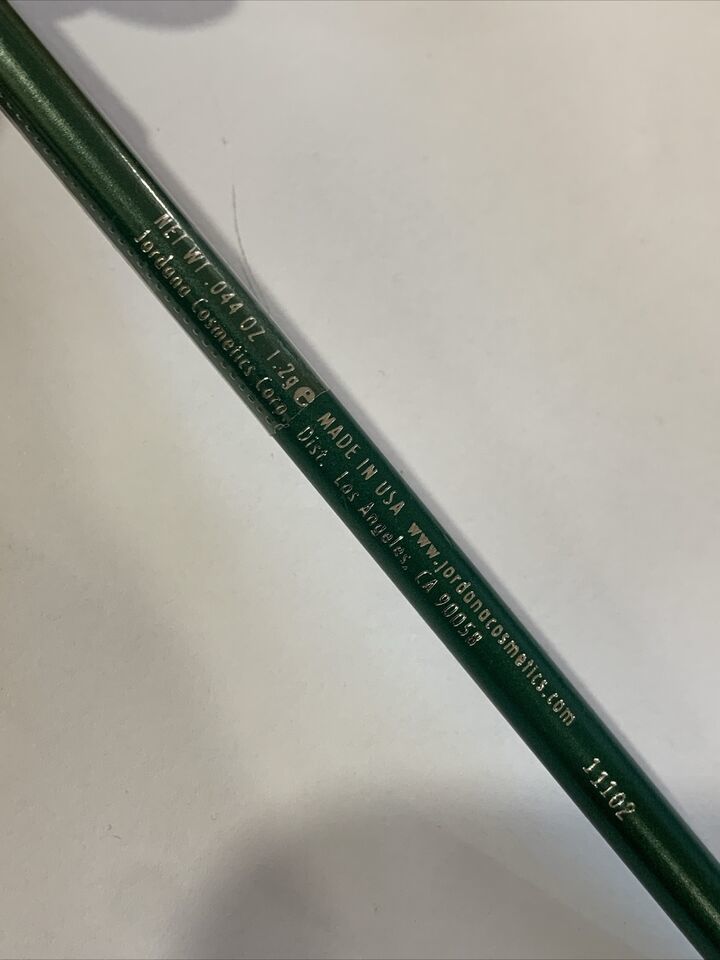 NET WT .044 OZ 1.2g e MADE IN USA www.jordanacosmetics.com
Jordana Cosmetics Corp. Dist. Los Angeles, CA 90058
11102